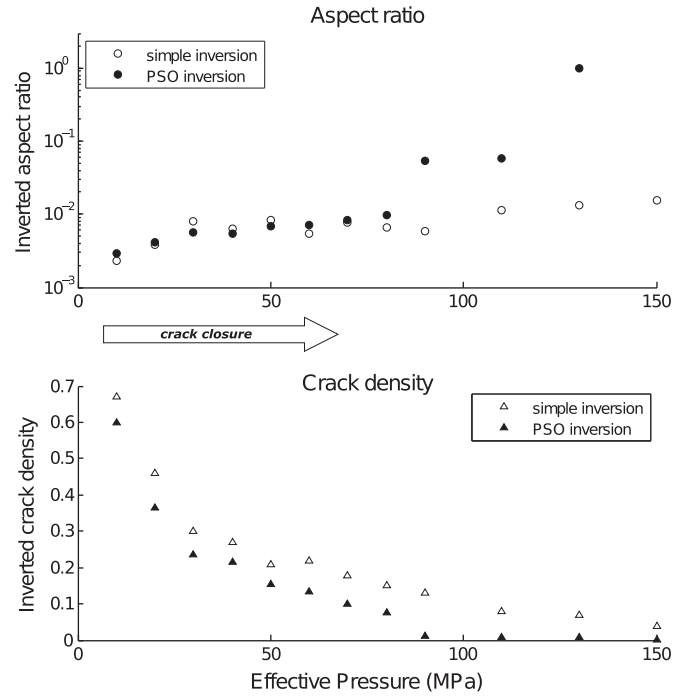 Aspect ratio
simple inversion
PSO inversion
Inverted aspect ratio
10^0
10^-1
10^-2
10^-3
0 50 100 150
crack closure
Crack density
simple inversion
PSO inversion
Inverted crack density
0.7
0.6
0.5
0.4
0.3
0.2
0.1
0
0 50 100 150
Effective Pressure (MPa)